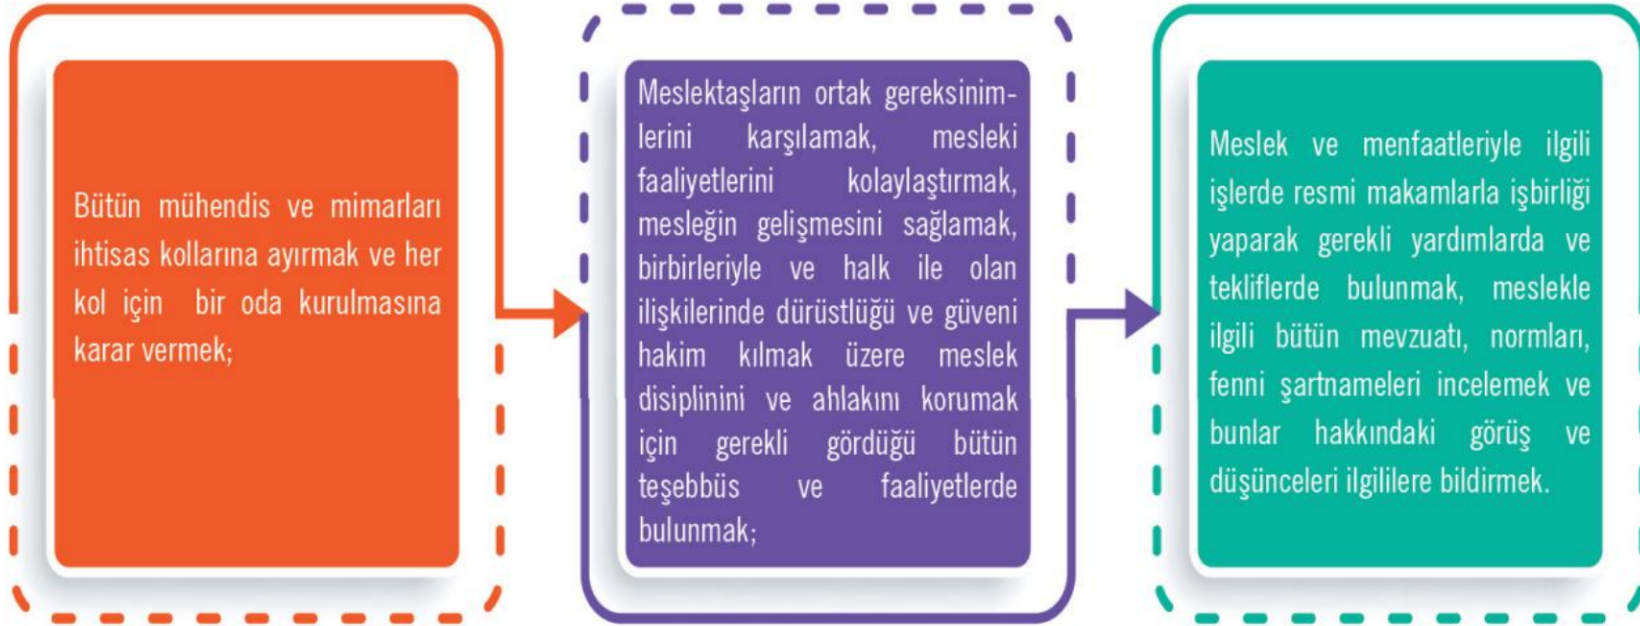 Bütün mühendis ve mimarları
ihtisas kollarına ayırmak ve her
kol için bir oda kurulmasına
karar vermek;
Meslektaşların ortak gereksinim-
lerini karşılamak, mesleki
faaliyetlerini kolaylaştırmak,
mesleğin gelişmesini sağlamak,
birbirleriyle ve halk ile olan
ilişkilerinde dürüstlüğü ve güveni
hakim kılmak üzere meslek
disiplinini ve ahlakını korumak
için gerekli gördüğü bütün
teşebbüs ve faaliyetlerde
bulunmak;
Meslek ve menfaatleriyle ilgili
işlerde resmi makamlarla işbirliği
yaparak gerekli yardımlarda ve
tekliflerde bulunmak, meslekle
ilgili bütün mevzuatı, normları,
fenni şartnameleri incelemek ve
bunlar hakkındaki görüş ve
düşünceleri ilgililere bildirmek.